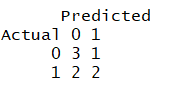 Predicted
Actual 0 1
0 3 1
1 2 2